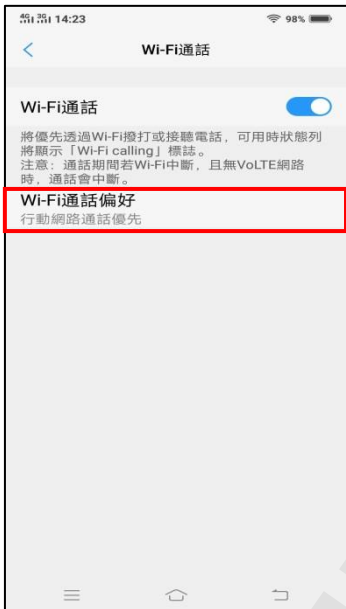 4G 3G 14:23 98%
Wi-Fi通話
Wi-Fi通話
將優先透過Wi-Fi撥打或接聽電話，可用時狀態列
將顯示「Wi-Fi calling」標誌。
注意：通話期間若Wi-Fi中斷，且無VoLTE網路
時，通話會中斷。
Wi-Fi通話偏好
行動網路通話優先